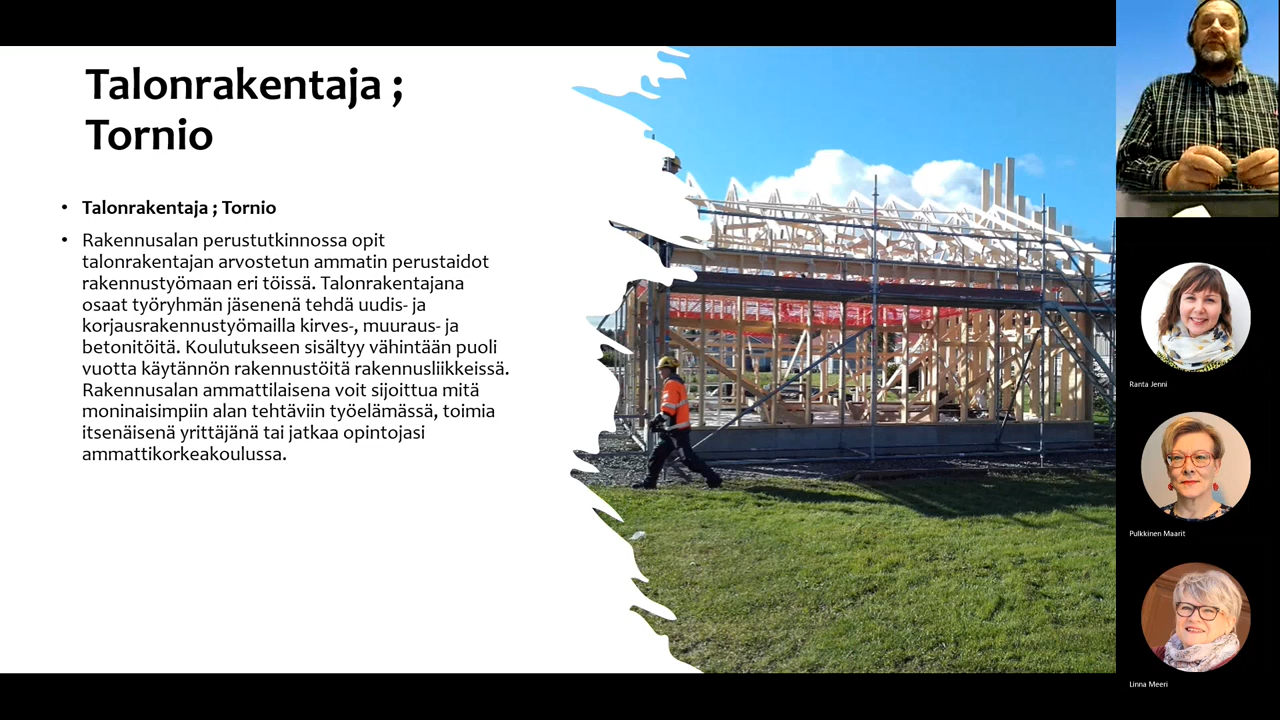 Talonrakentaja ;
Tornio
• Talonrakentaja ; Tornio
• Rakennusalan perustutkinnossa opit
talonrakentajan arvostetun ammatin perustaidot
rakennustyömaan eri töissä. Talonrakentajana
osaat työryhmän jäsenenä tehdä uudis- ja
korjausrakennustyömailla kirves-, muuraus- ja
betonitöitä. Koulutukseen sisältyy vähintään puoli
vuotta käytännön rakennustöitä rakennusliikkeissä.
Rakennusalan ammattilaisena voit sijoittua mitä
moninaisimpiin alan tehtäviin työelämässä, toimia
itsenäisenä yrittäjänä tai jatkaa opintojasi
ammattikorkeakoulussa.
Ranta Jenni
Pulkkinen Maarit
Linna Meeri